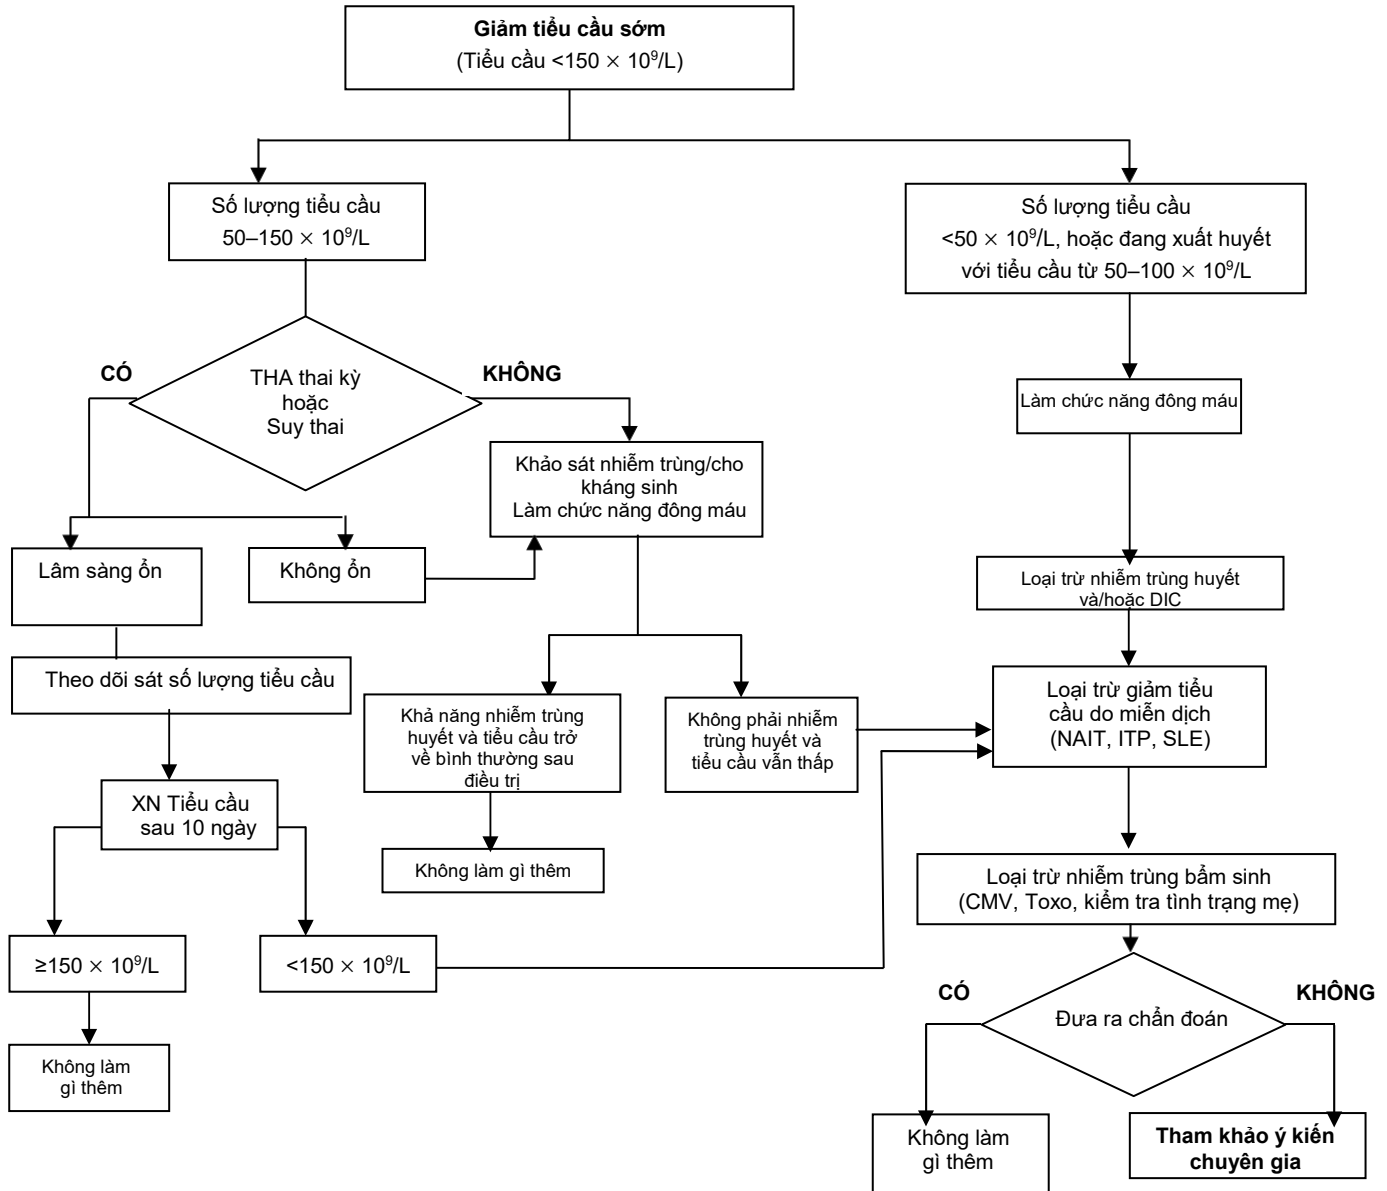 Giảm tiểu cầu sớm
(Tiểu cầu <150 × 10⁹/L)
Số lượng tiểu cầu
50–150 × 10⁹/L
Số lượng tiểu cầu
<50 × 10⁹/L, hoặc đang xuất huyết
với tiểu cầu từ 50–100 × 10⁹/L
CÓ
THA thai kỳ
hoặc
Suy thai
KHÔNG
Làm chức năng đông máu
Khảo sát nhiễm trùng/cho
kháng sinh
Làm chức năng đông máu
Lâm sàng ổn
Không ổn
Loại trừ nhiễm trùng huyết
và/hoặc DIC
Theo dõi sát số lượng tiểu cầu
Khả năng nhiễm trùng
huyết và tiểu cầu trở
về bình thường sau
điều trị
Không phải nhiễm
trùng huyết và
tiểu cầu vẫn thấp
Loại trừ giảm tiểu
cầu do miễn dịch
(NAIT, ITP, SLE)
XN Tiểu cầu
sau 10 ngày
Không làm gì thêm
Loại trừ nhiễm trùng bẩm sinh
(CMV, Toxo, kiểm tra tình trạng mẹ)
≥150 × 10⁹/L
<150 × 10⁹/L
CÓ
Đưa ra chẩn đoán
KHÔNG
Không làm
gì thêm
Không làm
gì thêm
Tham khảo ý kiến
chuyên gia